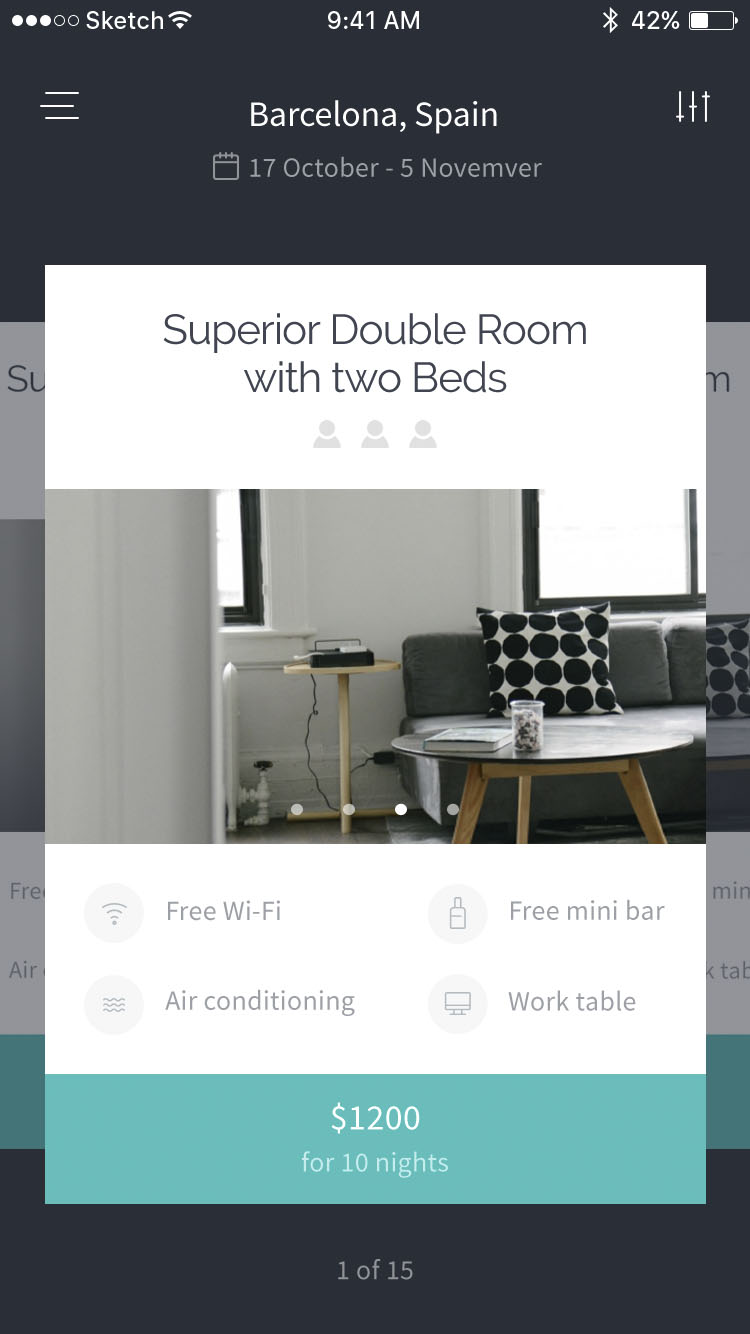 Sketch 9:41 AM 42%
Barcelona, Spain
17 October - 5 Novemver
Superior Double Room
with two Beds
Su
m
Free Wi-Fi
Free mini bar
Free
min
Air conditioning
Work table
Air
k tab
$1200
for 10 nights
1 of 15